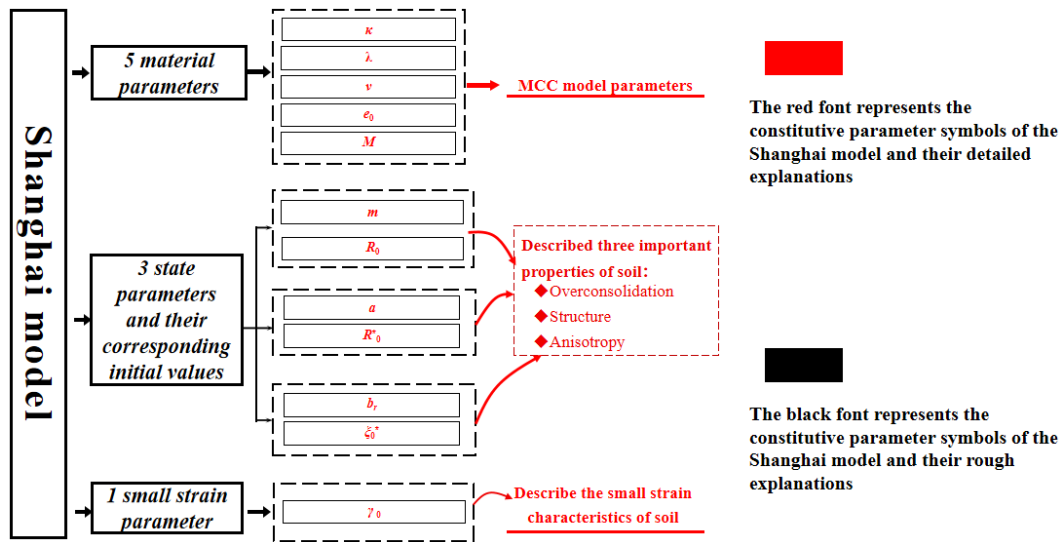 Shanghai model
5 material
parameters
κ
λ
v
e₀
M
MCC model parameters
3 state
parameters
and their
corresponding
initial values
m
R₀
a
R*₀
bᵣ
ξ₀*
Described three important
properties of soil:
◆Overconsolidation
◆Structure
◆Anisotropy
1 small strain
parameter
γ₀
Describe the small strain
characteristics of soil
The red font represents the
constitutive parameter symbols of the
Shanghai model and their detailed
explanations
The black font represents the
constitutive parameter symbols of the
Shanghai model and their rough
explanations